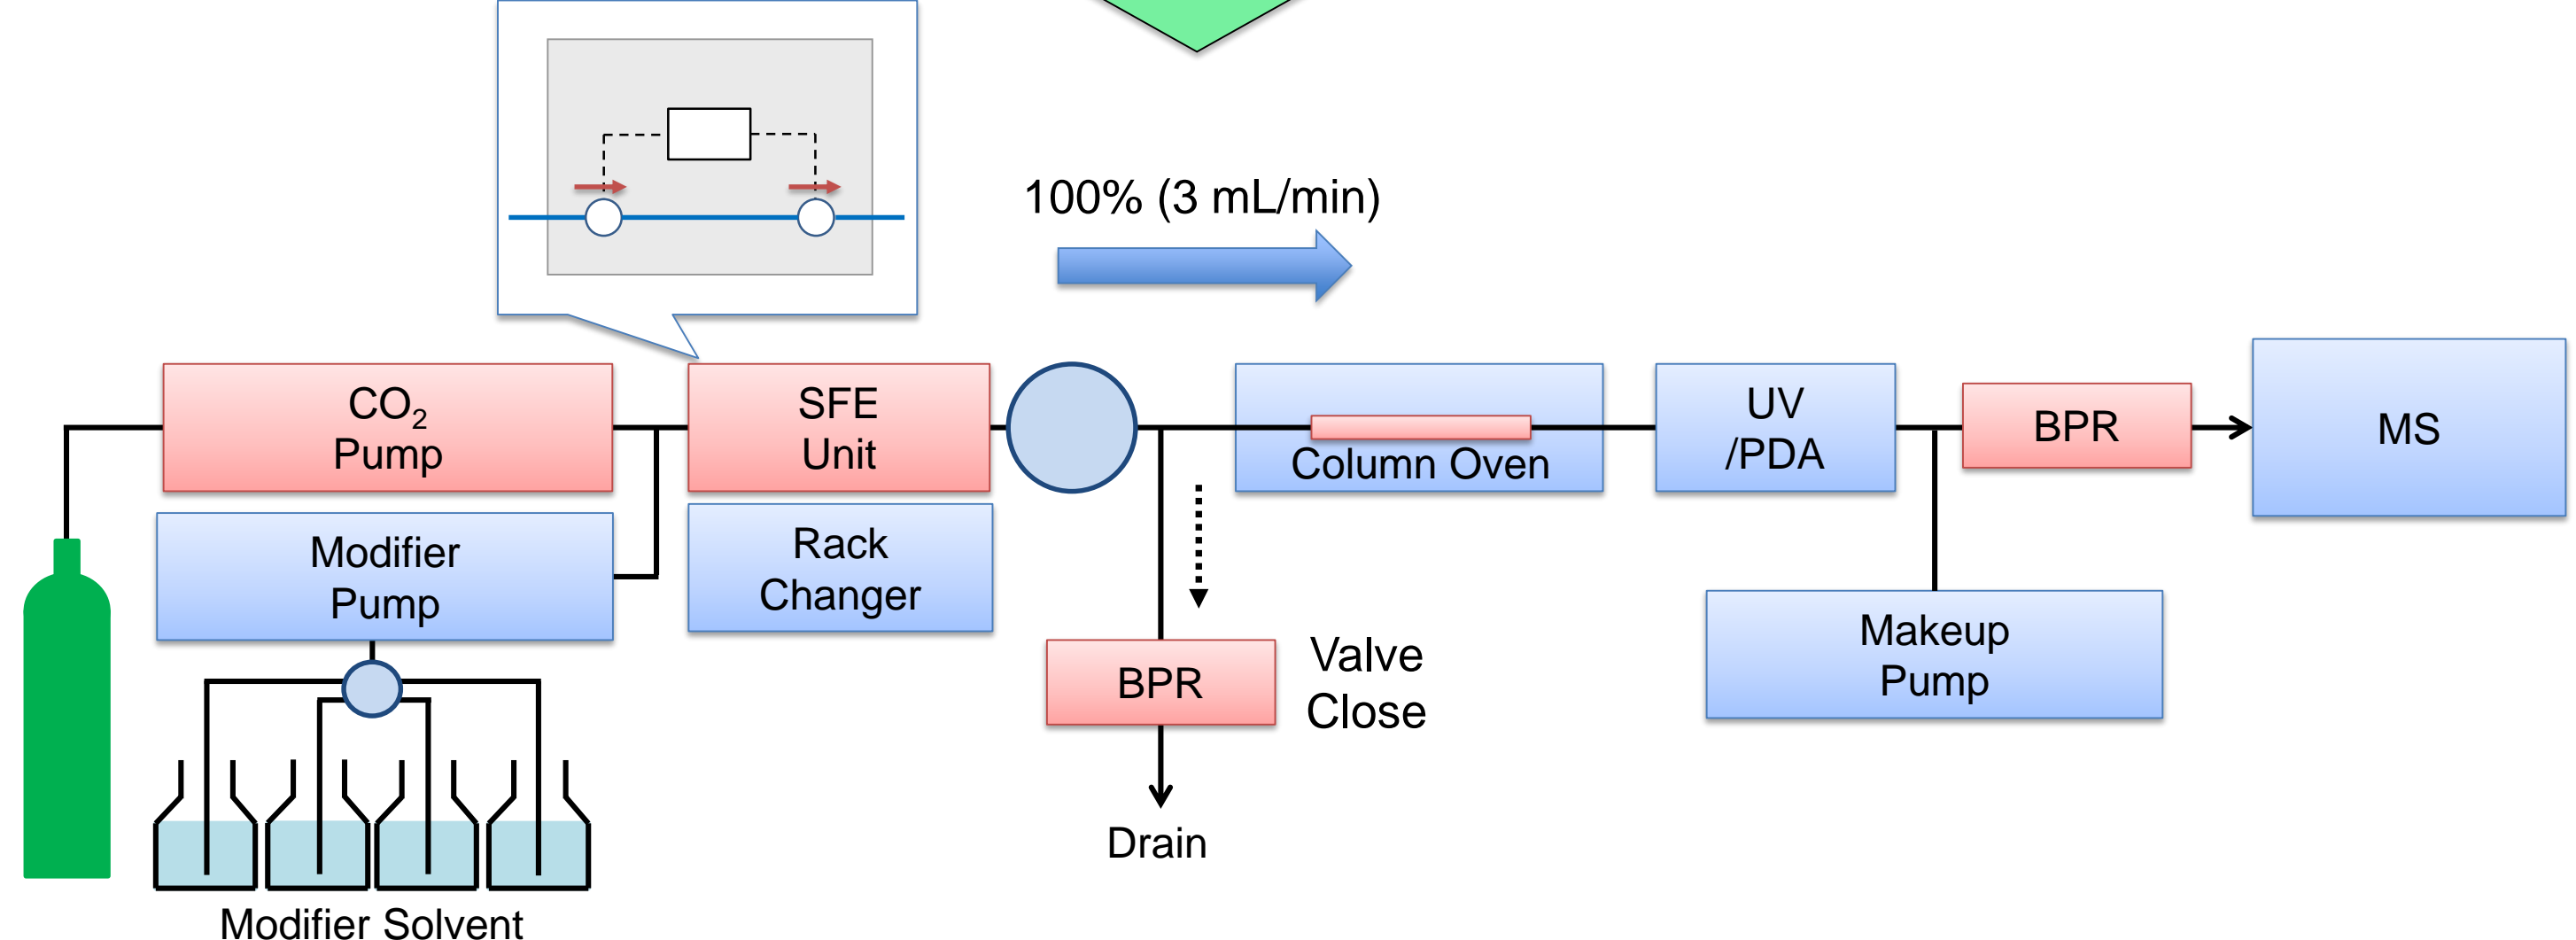 100% (3 mL/min)
CO₂
Pump
SFE
Unit
Column Oven
UV
/PDA
BPR
MS
Modifier
Pump
Rack
Changer
BPR
Valve
Close
Makeup
Pump
Drain
Modifier Solvent